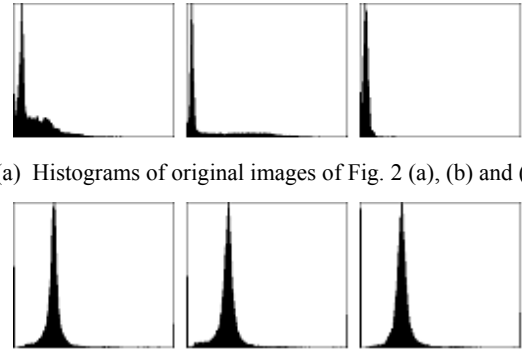 a) Histograms of original images of Fig. 2 (a), (b) and (